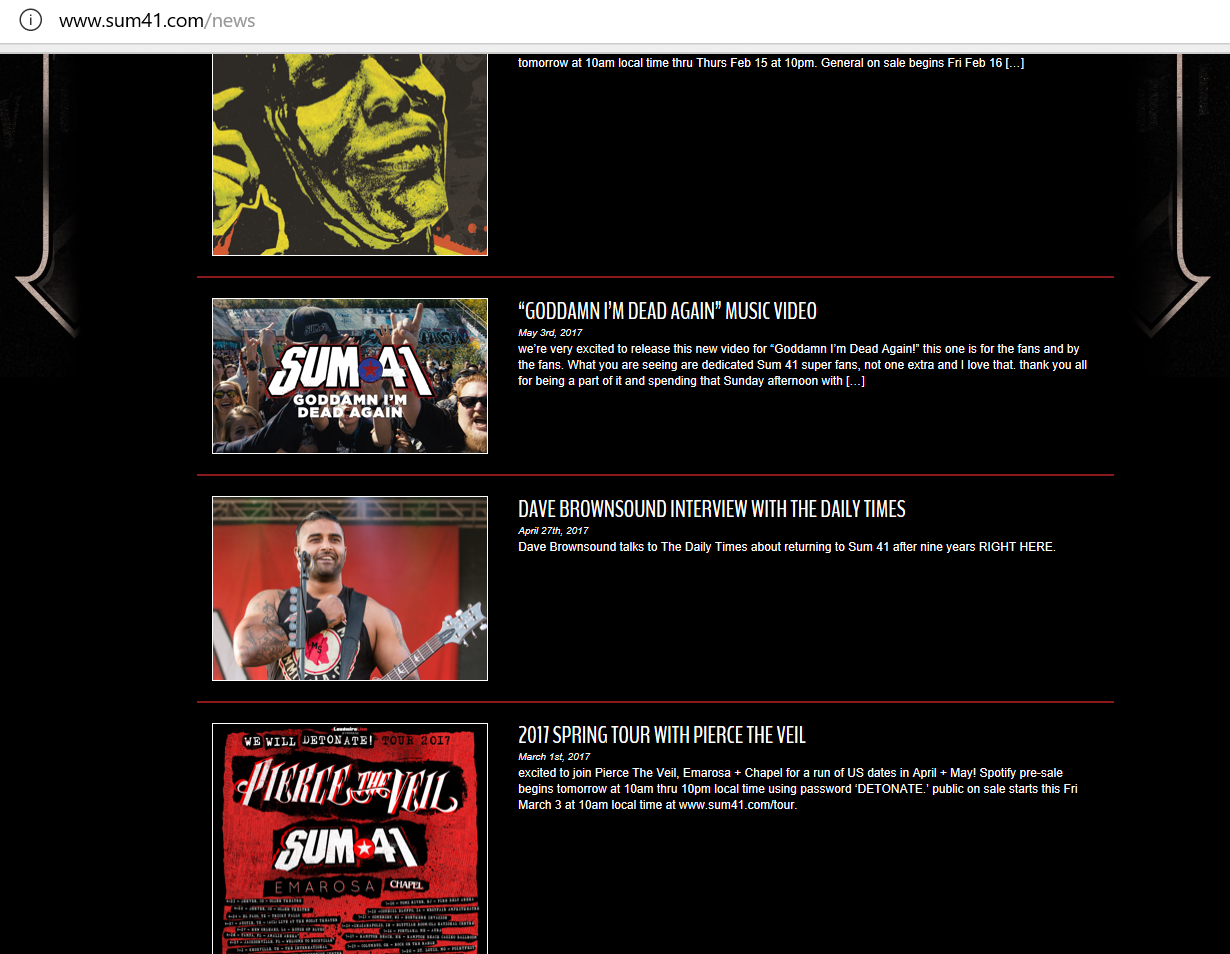 www.sum41.com/news
tomorrow at 10am local time thru Thurs Feb 15 at 10pm. General on sale begins Fri Feb 16 […]
SUM 41
GODDAMN I'M
DEAD AGAIN
“GODDAMN I’M DEAD AGAIN” MUSIC VIDEO
May 3rd, 2017
we’re very excited to release this new video for “Goddamn I’m Dead Again!” this one is for the fans and by
the fans. What you are seeing are dedicated Sum 41 super fans, not one extra and I love that. thank you all
for being a part of it and spending that Sunday afternoon with […]
DAVE BROWNSOUND INTERVIEW WITH THE DAILY TIMES
April 27th, 2017
Dave Brownsound talks to The Daily Times about returning to Sum 41 after nine years RIGHT HERE.
WE WILL DETONATE! TOUR 2017
PIERCE THE VEIL
SUM 41
EMAROSA CHAPEL
2017 SPRING TOUR WITH PIERCE THE VEIL
March 1st, 2017
excited to join Pierce The Veil, Emarosa + Chapel for a run of US dates in April + May! Spotify pre-sale
begins tomorrow at 10am thru 10pm local time using password ‘DETONATE.’ public on sale starts this Fri
March 3 at 10am local time at www.sum41.com/tour.